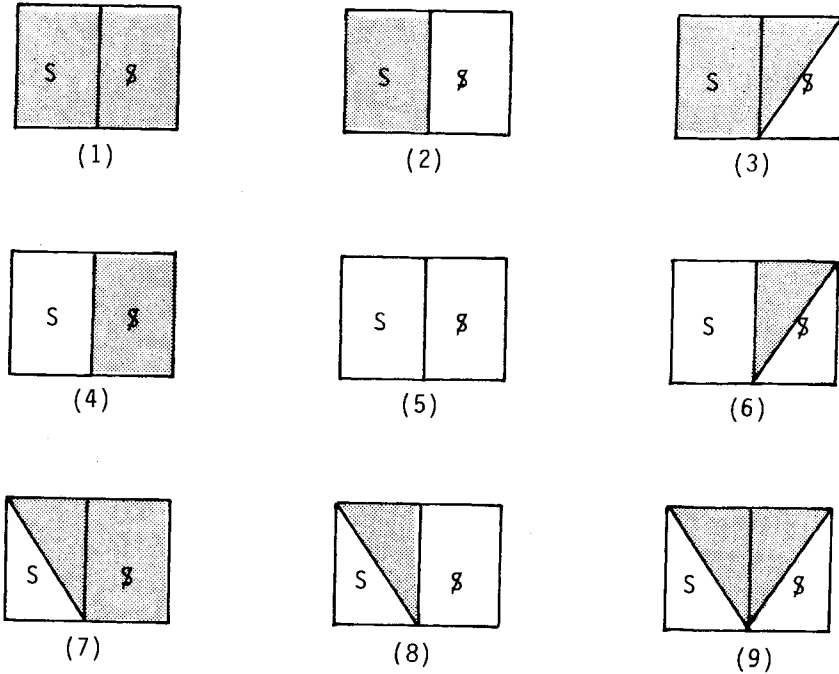 S S̸ S S̸ S S̸
(1) (2) (3)
S S̸ S S̸ S S̸
(4) (5) (6)
S S̸ S S̸ S S̸
(7) (8) (9)